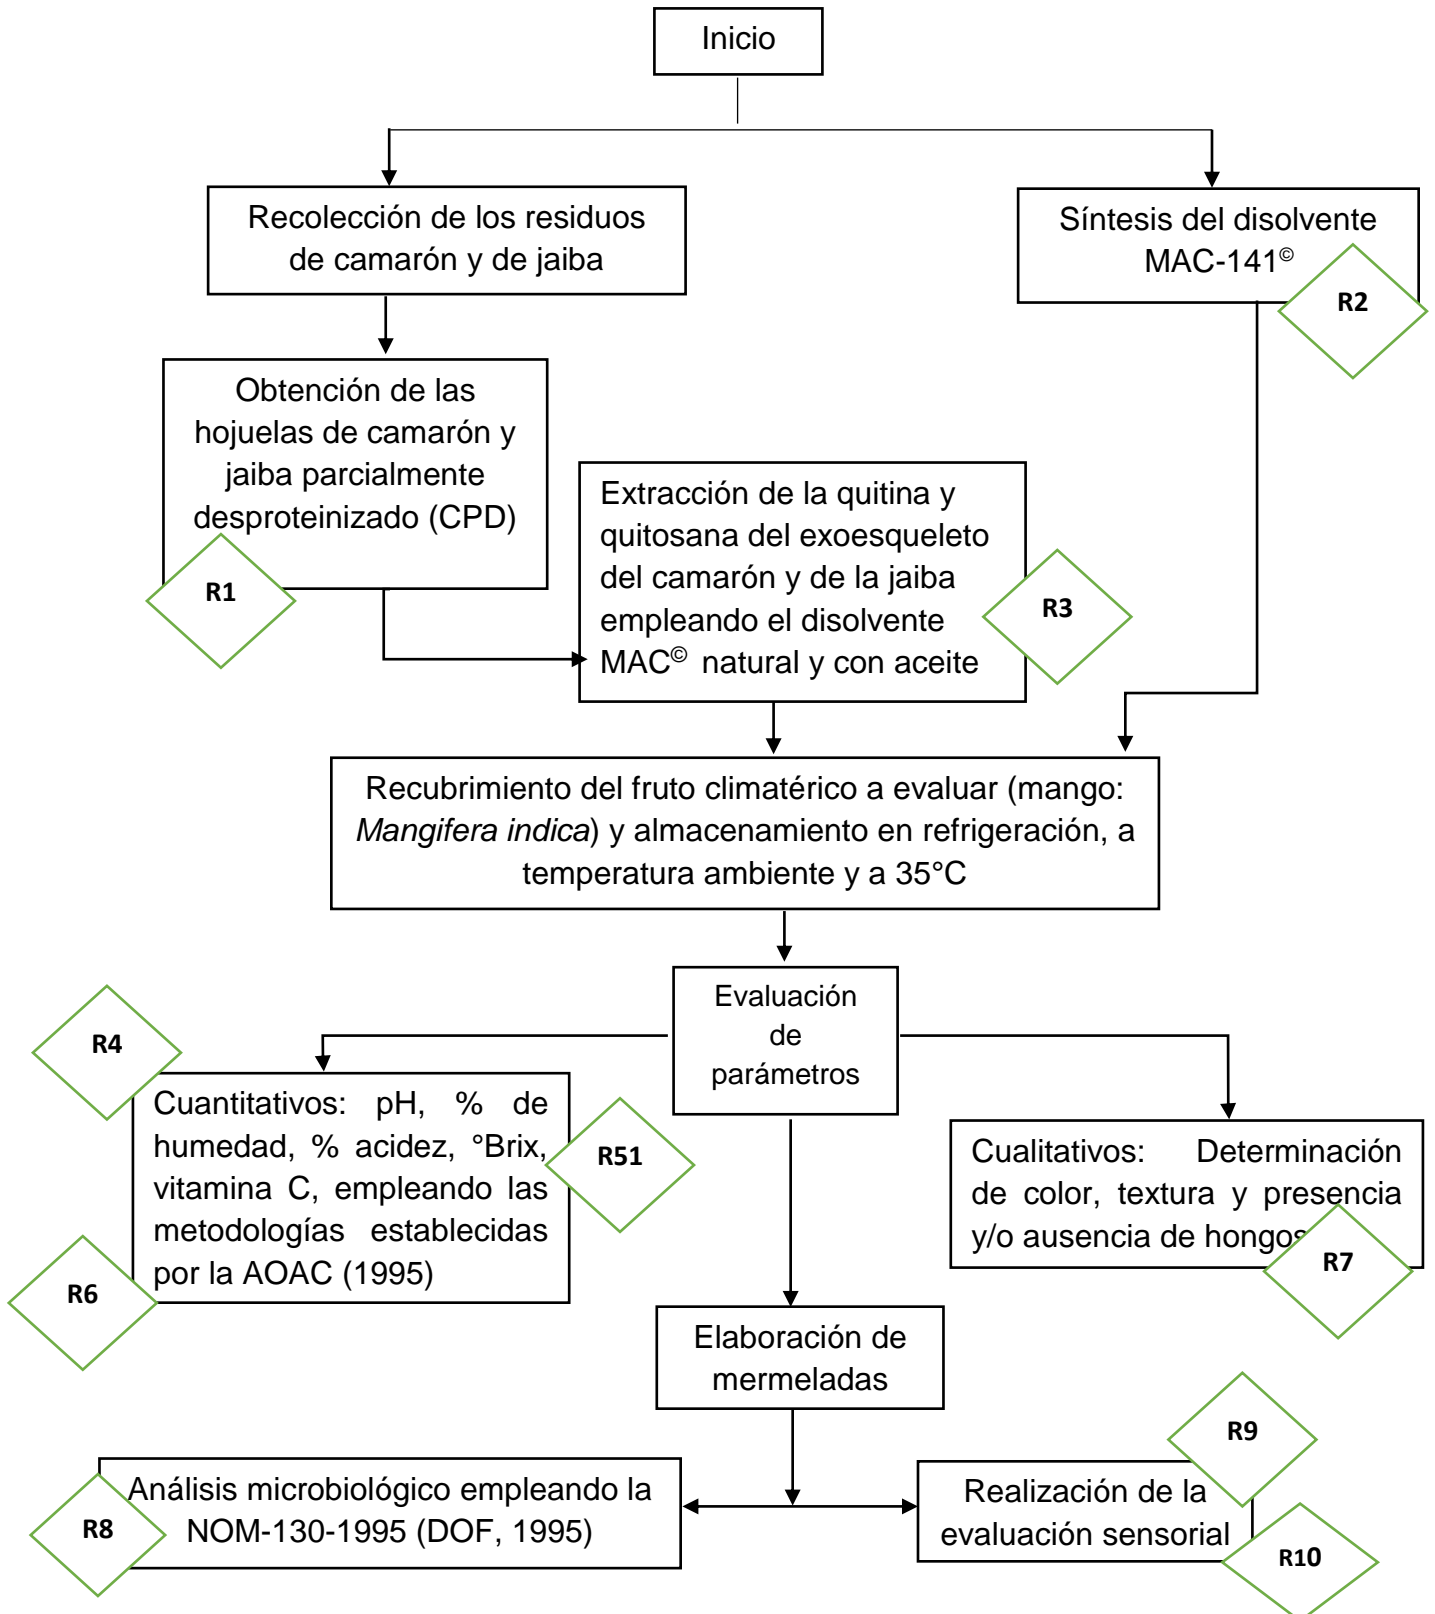 Inicio
Recolección de los residuos
de camarón y de jaiba
Síntesis del disolvente
MAC-141©
R2
Obtención de las
hojuelas de camarón y
jaiba parcialmente
desproteinizado (CPD)
R1
Extracción de la quitina y
quitosana del exoesqueleto
del camarón y de la jaiba
empleando el disolvente
MAC© natural y con aceite
R3
Recubrimiento del fruto climatérico a evaluar (mango:
Mangifera indica) y almacenamiento en refrigeración, a
temperatura ambiente y a 35°C
Evaluación
de
parámetros
R4
Cuantitativos: pH, % de
humedad, % acidez, °Brix,
vitamina C, empleando las
metodologías establecidas
por la AOAC (1995)
R51
R6
Cualitativos: Determinación
de color, textura y presencia
y/o ausencia de hongos
R7
Elaboración de
mermeladas
R9
Análisis microbiológico empleando la
NOM-130-1995 (DOF, 1995)
R8
Realización de la
evaluación sensorial
R10